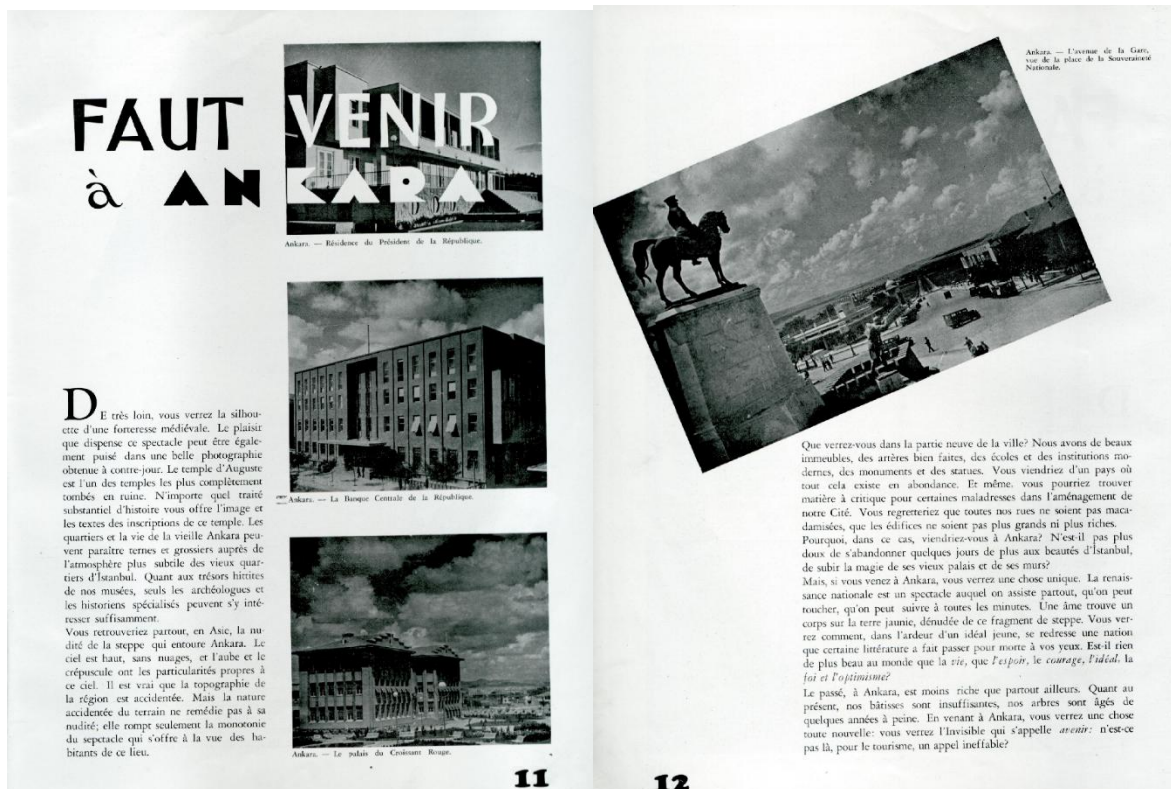 FAUT VENIR
à ANKARA
Ankara. — Résidence du Président de la République.
Ankara. — La Banque Centrale de la République.
Ankara. — Le palais du Croissant Rouge.
DE très loin, vous verrez la silhou-
ette d'une forteresse médiévale. Le plaisir
que dispense ce spectacle peut être égale-
ment puisé dans une belle photographie
obtenue à contre-jour. Le temple d'Auguste
est l'un des temples les plus complètement
tombés en ruine. N'importe quel traité
substantiel d'histoire vous offre l'image et
les textes des inscriptions de ce temple. Les
quartiers et la vie de la vieille Ankara peu-
vent paraître ternes et grossiers auprès de
l'atmosphère plus subtile des vieux quar-
tiers d'İstanbul. Quant aux trésors hittites
de nos musées, seuls les archéologues et
les historiens spécialisés peuvent s'y inté-
resser suffisamment.
Vous retrouveriez partout, en Asie, la nu-
dité de la steppe qui entoure Ankara. Le
ciel est haut, sans nuages, et l'aube et le
crépuscule ont les particularités propres à
ce ciel. Il est vrai que la topographie de
la région est accidentée. Mais la nature
accidentée du terrain ne remédie pas à sa
nudité; elle rompt seulement la monotonie
du sepctacle qui s'offre à la vue des ha-
bitants de ce lieu.
11
Ankara. — L'avenue de la Gare,
vue de la place de la Souveraineté
Nationale.
Que verrez-vous dans la partie neuve de la ville? Nous avons de beaux
immeubles, des artères bien faites, des écoles et des institutions mo-
dernes, des monuments et des statues. Vous viendriez d'un pays où
tout cela existe en abondance. Et même, vous pourriez trouver
matière à critique pour certaines maladresses dans l'aménagement de
notre Cité. Vous regretteriez que toutes nos rues ne soient pas maca-
damisées, que les édifices ne soient pas plus grands ni plus riches.
Pourquoi, dans ce cas, viendriez-vous à Ankara? N'est-il pas plus
doux de s'abandonner quelques jours de plus aux beautés d'İstanbul,
de subir la magie de ses vieux palais et de ses murs?
Mais, si vous venez à Ankara, vous verrez une chose unique. La renais-
sance nationale est un spectacle auquel on assiste partout, qu'on peut
toucher, qu'on peut suivre à toutes les minutes. Une âme trouve un
corps sur la terre jaunie, dénudée de ce fragment de steppe. Vous ver-
rez comment, dans l'ardeur d'un idéal jeune, se redresse une nation
que certaine littérature a fait passer pour morte à vos yeux. Est-il rien
de plus beau au monde que la vie, que l'espoir, le courage, l'idéal, la
foi et l'optimisme?
Le passé, à Ankara, est moins riche que partout ailleurs. Quant au
présent, nos bâtisses sont insuffisantes, nos arbres sont âgés de
quelques années à peine. En venant à Ankara, vous verrez une chose
toute nouvelle: vous verrez l'Invisible qui s'appelle avenir: n'est-ce
pas là, pour le tourisme, un appel ineffable?
12